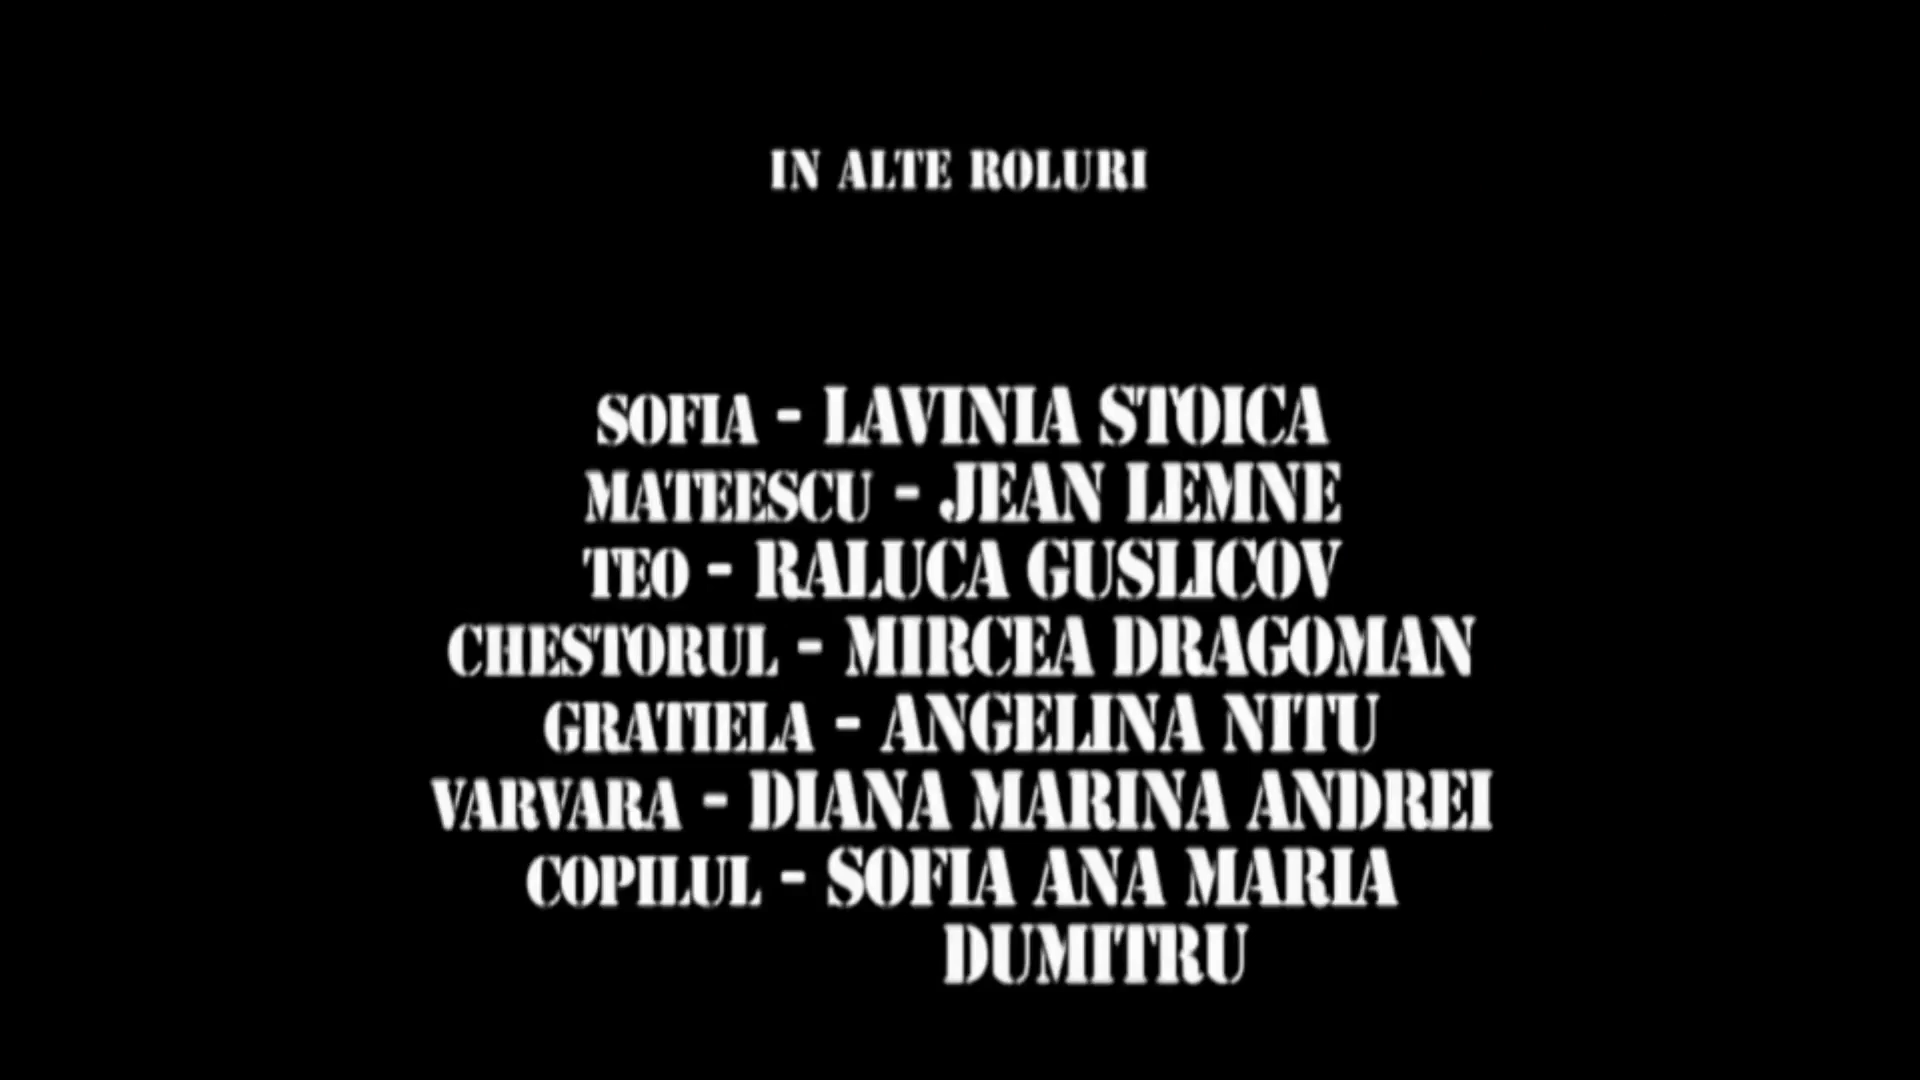 IN ALTE ROLURI
SOFIA - LAVINIA STOICA
MATEESCU - JEAN LEMNE
TEO - RALUCA GUSLICOV
CHESTORUL - MIRCEA DRAGOMAN
GRATIELA - ANGELINA NITU
VARVARA - DIANA MARINA ANDREI
COPILUL - SOFIA ANA MARIA
DUMITRU